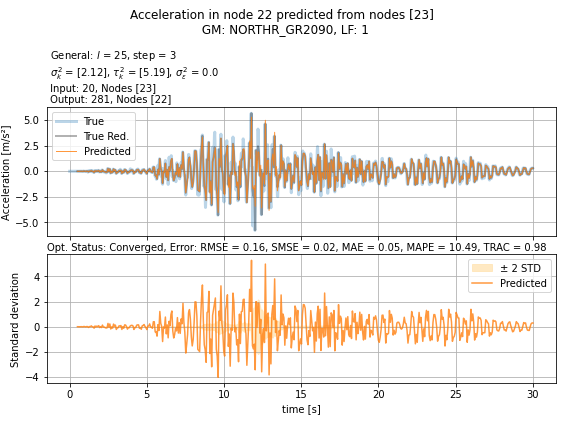 Acceleration in node 22 predicted from nodes [23]
GM: NORTHR_GR2090, LF: 1
General: l = 25, step = 3
σ²ₖ = [2.12], τ²ₖ = [5.19], σ²ε = 0.0
Input: 20, Nodes [23]
Output: 281, Nodes [22]
Acceleration [m/s²]
5.0
2.5
0.0
−2.5
−5.0
True
True Red.
Predicted
Opt. Status: Converged, Error: RMSE = 0.16, SMSE = 0.02, MAE = 0.05, MAPE = 10.49, TRAC = 0.98
Standard deviation
4
2
0
−2
−4
± 2 STD
Predicted
0 5 10 15 20 25 30
time [s]